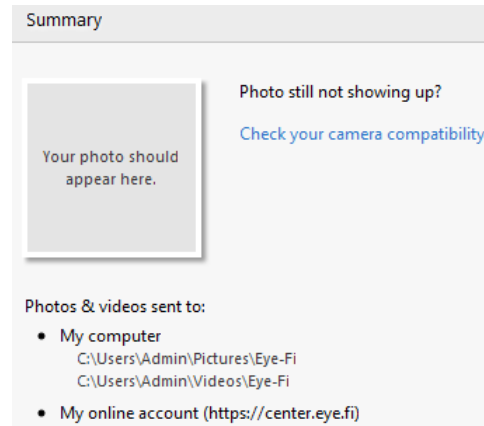 Summary
Photo still not showing up?
Check your camera compatibility
Your photo should
appear here.
Photos & videos sent to:
• My computer
C:\Users\Admin\Pictures\Eye-Fi
C:\Users\Admin\Videos\Eye-Fi
• My online account (https://center.eye.fi)